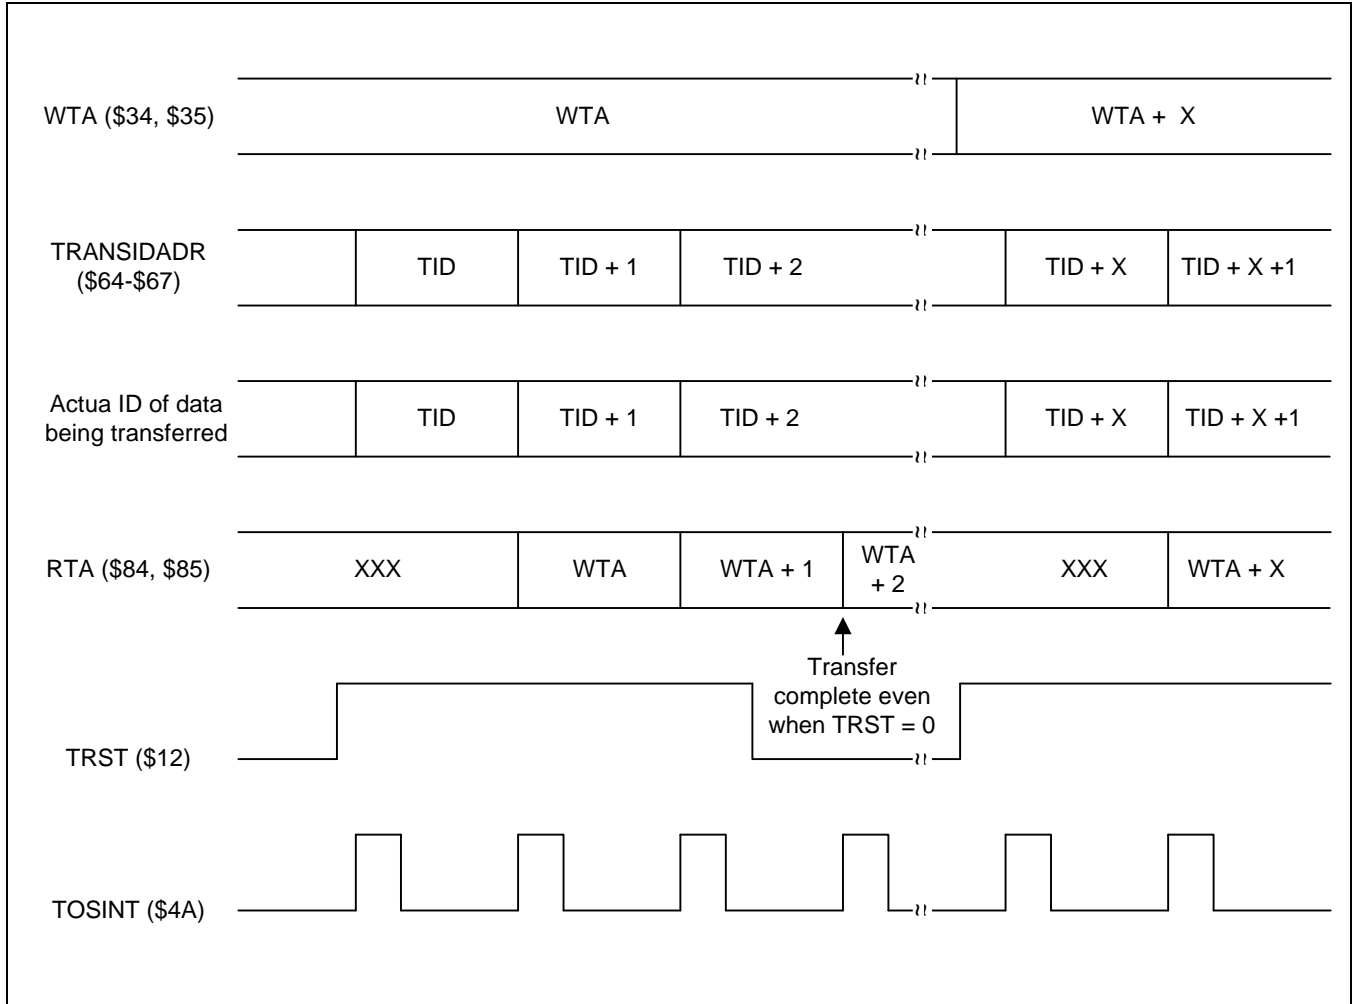 WTA ($34, $35)
WTA
WTA + X
TRANSIDADR
($64-$67)
TID
TID + 1
TID + 2
TID + X
TID + X +1
Actua ID of data
being transferred
TID
TID + 1
TID + 2
TID + X
TID + X +1
RTA ($84, $85)
XXX
WTA
WTA + 1
WTA
+ 2
XXX
WTA + X
Transfer
complete even
when TRST = 0
TRST ($12)
TOSINT ($4A)